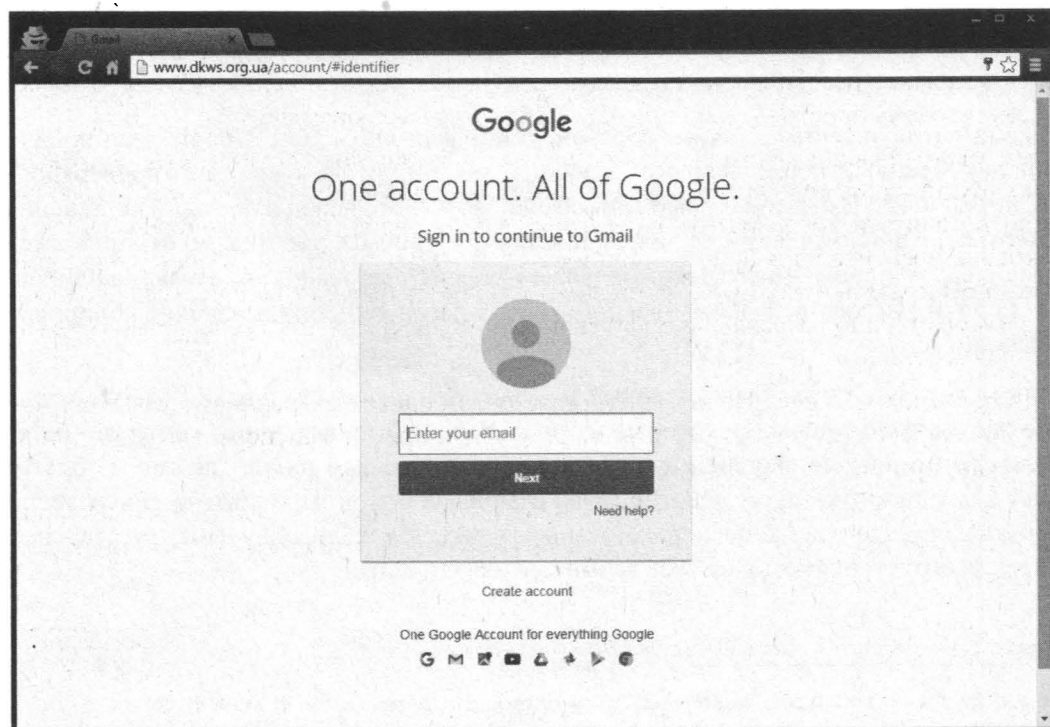 Gmail
www.dkws.org.ua/account/#identifier
Google
One account. All of Google.
Sign in to continue to Gmail
Enter your email
Next
Need help?
Create account
One Google Account for everything Google